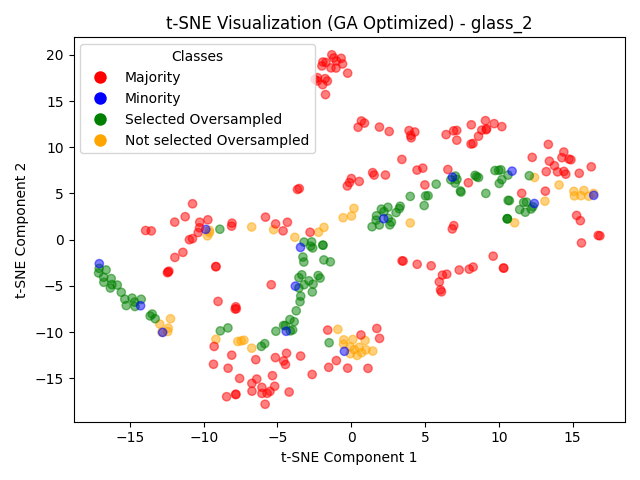 t-SNE Visualization (GA Optimized) - glass_2
Classes
Majority
Minority
Selected Oversampled
Not selected Oversampled
t-SNE Component 2
20
15
10
5
0
−5
−10
−15
−15
−10
−5
0
5
10
15
t-SNE Component 1